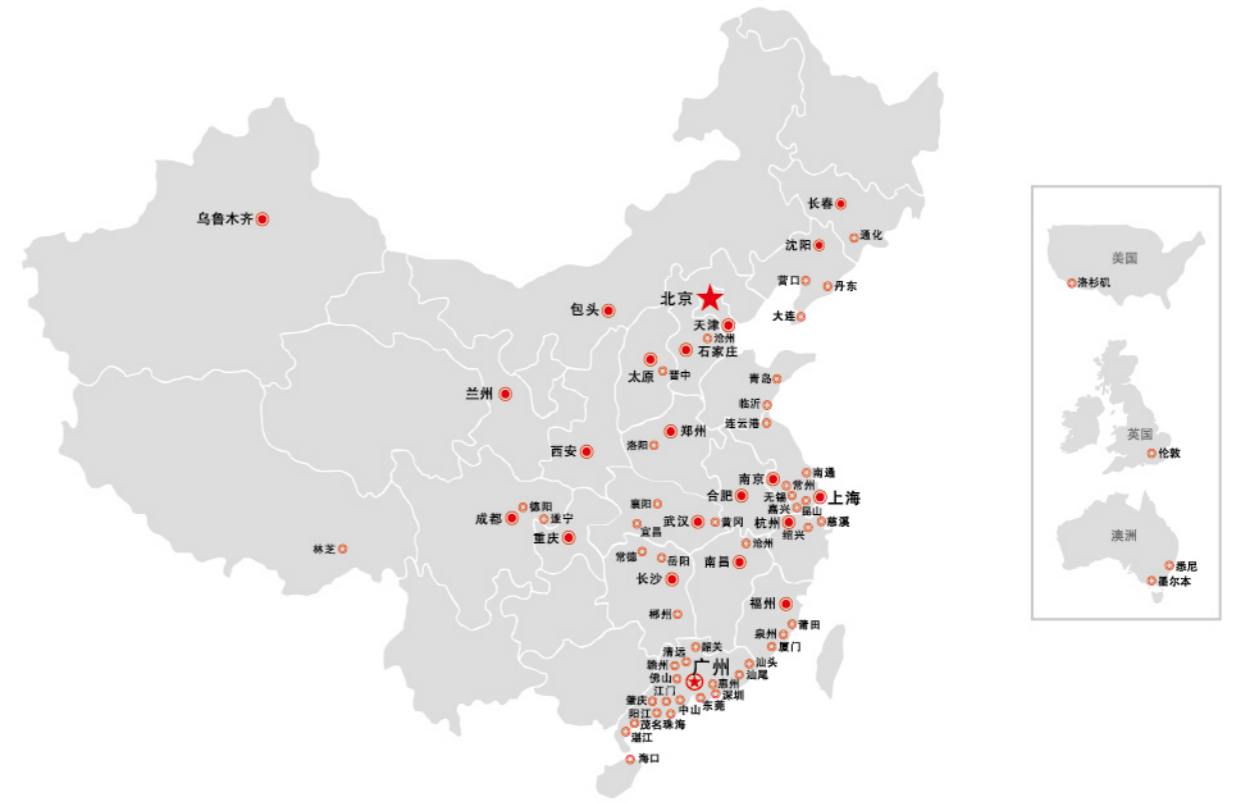 长春
通化
乌鲁木齐
沈阳
营口
丹东
北京
包头
大连
天津
沧州
石家庄
太原
晋中
青岛
兰州
临沂
连云港
郑州
洛阳
西安
南通
南京
常州
合肥
无锡
上海
襄阳
嘉兴
昆山
德阳
成都
遂宁
武汉
黄冈
杭州
慈溪
宜昌
绍兴
重庆
沧州
林芝
常德
岳阳
南昌
长沙
福州
郴州
莆田
泉州
韶关
厦门
清远
广州
赣州
汕头
汕尾
佛山
惠州
江门
深圳
肇庆
中山
东莞
阳江
茂名
珠海
湛江
海口
美国
洛杉矶
英国
伦敦
澳洲
悉尼
墨尔本